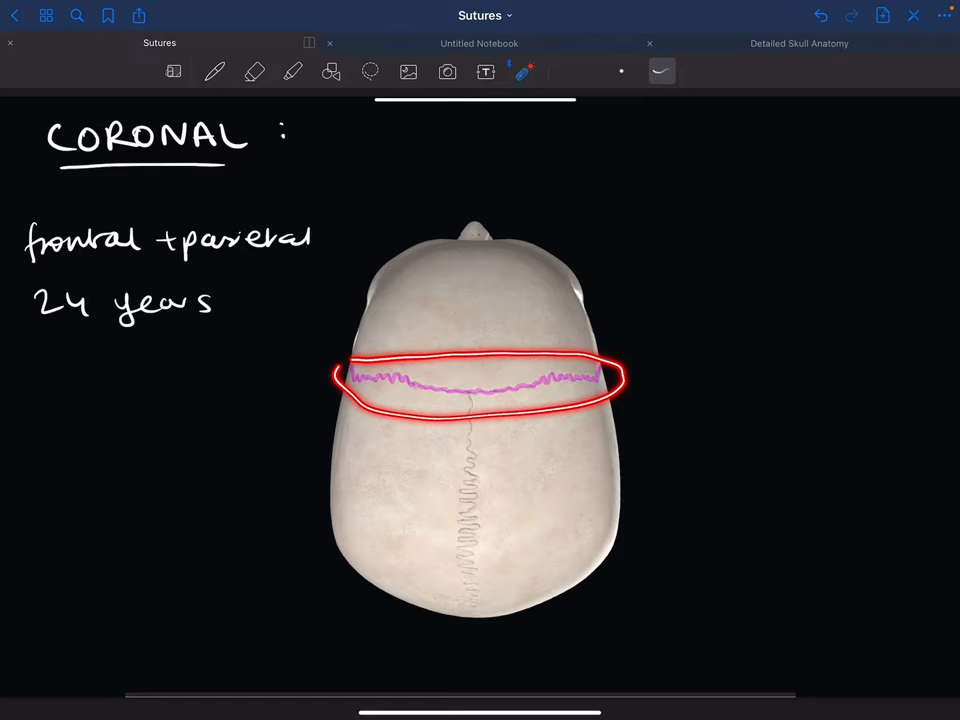 Sutures
Sutures
Untitled Notebook
Detailed Skull Anatomy
CORONAL :
frontal + parietal
24 years